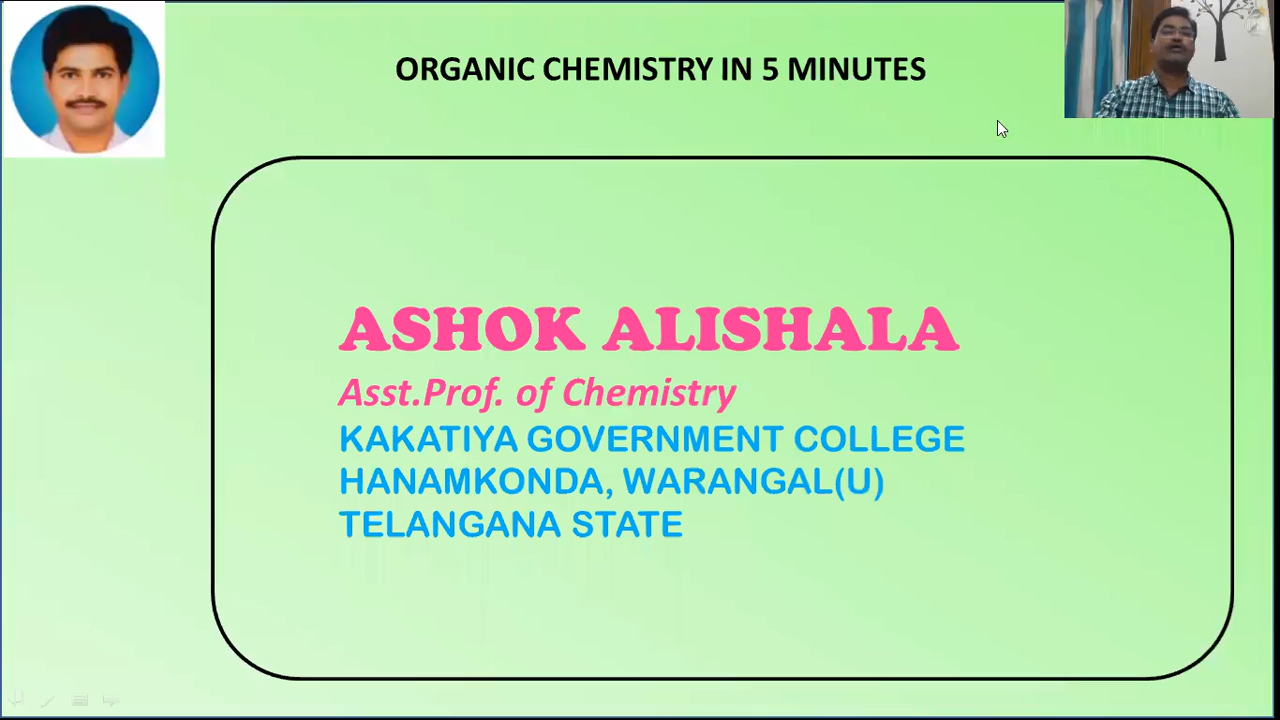 ORGANIC CHEMISTRY IN 5 MINUTES
ASHOK ALISHALA
Asst.Prof. of Chemistry
KAKATIYA GOVERNMENT COLLEGE
HANAMKONDA, WARANGAL(U)
TELANGANA STATE